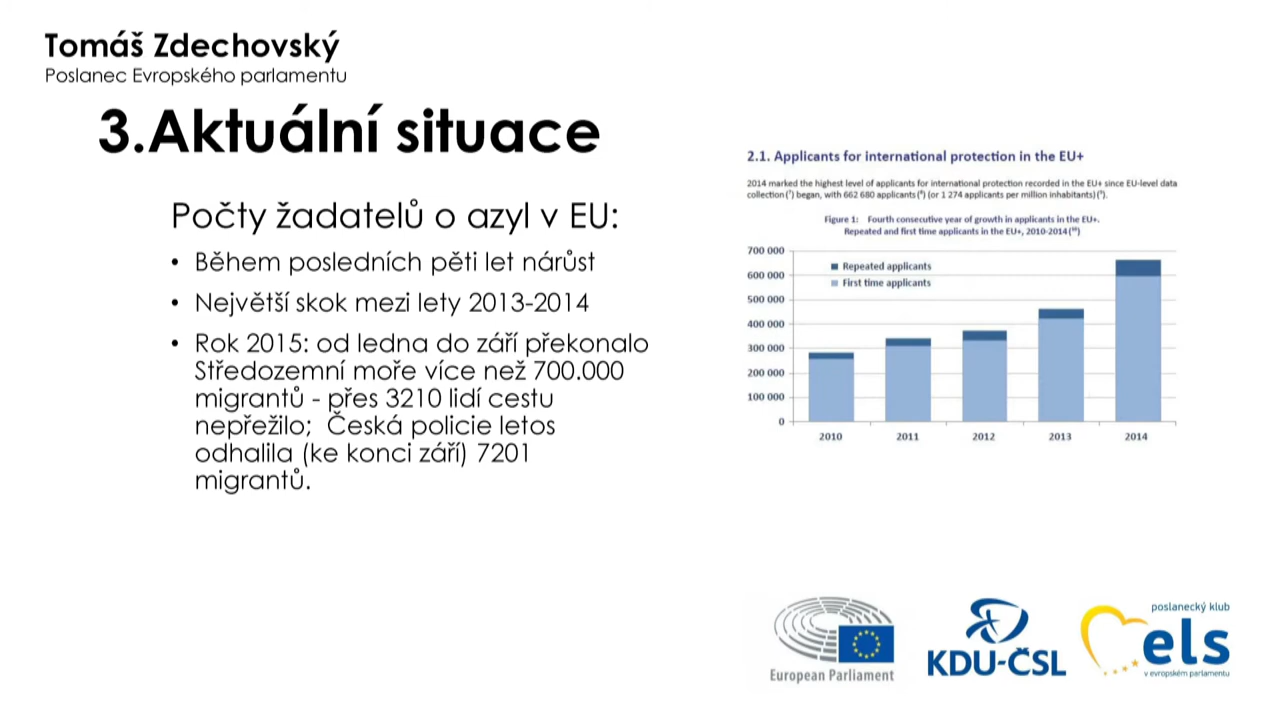 Tomáš Zdechovský
Poslanec Evropského parlamentu
3.Aktuální situace
Počty žadatelů o azyl v EU:
• Během posledních pěti let nárůst
• Největší skok mezi lety 2013-2014
• Rok 2015: od ledna do září překonalo
Středozemní moře více než 700.000
migrantů - přes 3210 lidí cestu
nepřežilo; Česká policie letos
odhalila (ke konci září) 7201
migrantů.
2.1. Applicants for international protection in the EU+
2014 marked the highest level of applicants for international protection recorded in the EU+ since EU-level data
collection (⁷) began, with 662 680 applicants (⁸) (or 1 274 applicants per million inhabitants) (⁹).
Figure 1: Fourth consecutive year of growth in applicants in the EU+.
Repeated and first time applicants in the EU+, 2010-2014 (¹⁰)
700 000
600 000
500 000
400 000
300 000
200 000
100 000
0
Repeated applicants
First time applicants
2010 2011 2012 2013 2014
European Parliament
KDU-ČSL
poslanecký klub
els
v evropském parlamentu